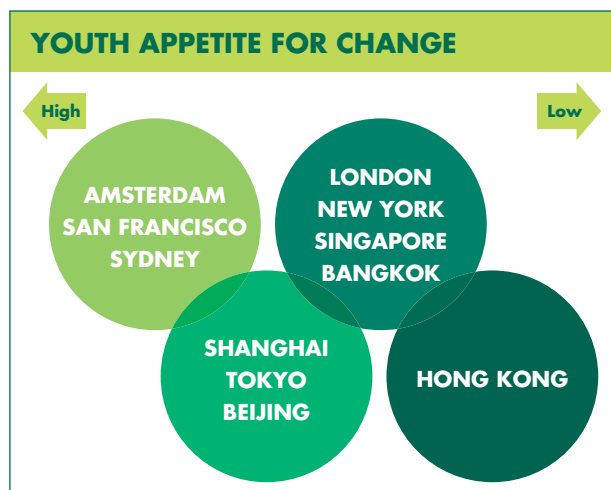 YOUTH APPETITE FOR CHANGE
High
Low
AMSTERDAM
SAN FRANCISCO
SYDNEY
LONDON
NEW YORK
SINGAPORE
BANGKOK
SHANGHAI
TOKYO
BEIJING
HONG KONG